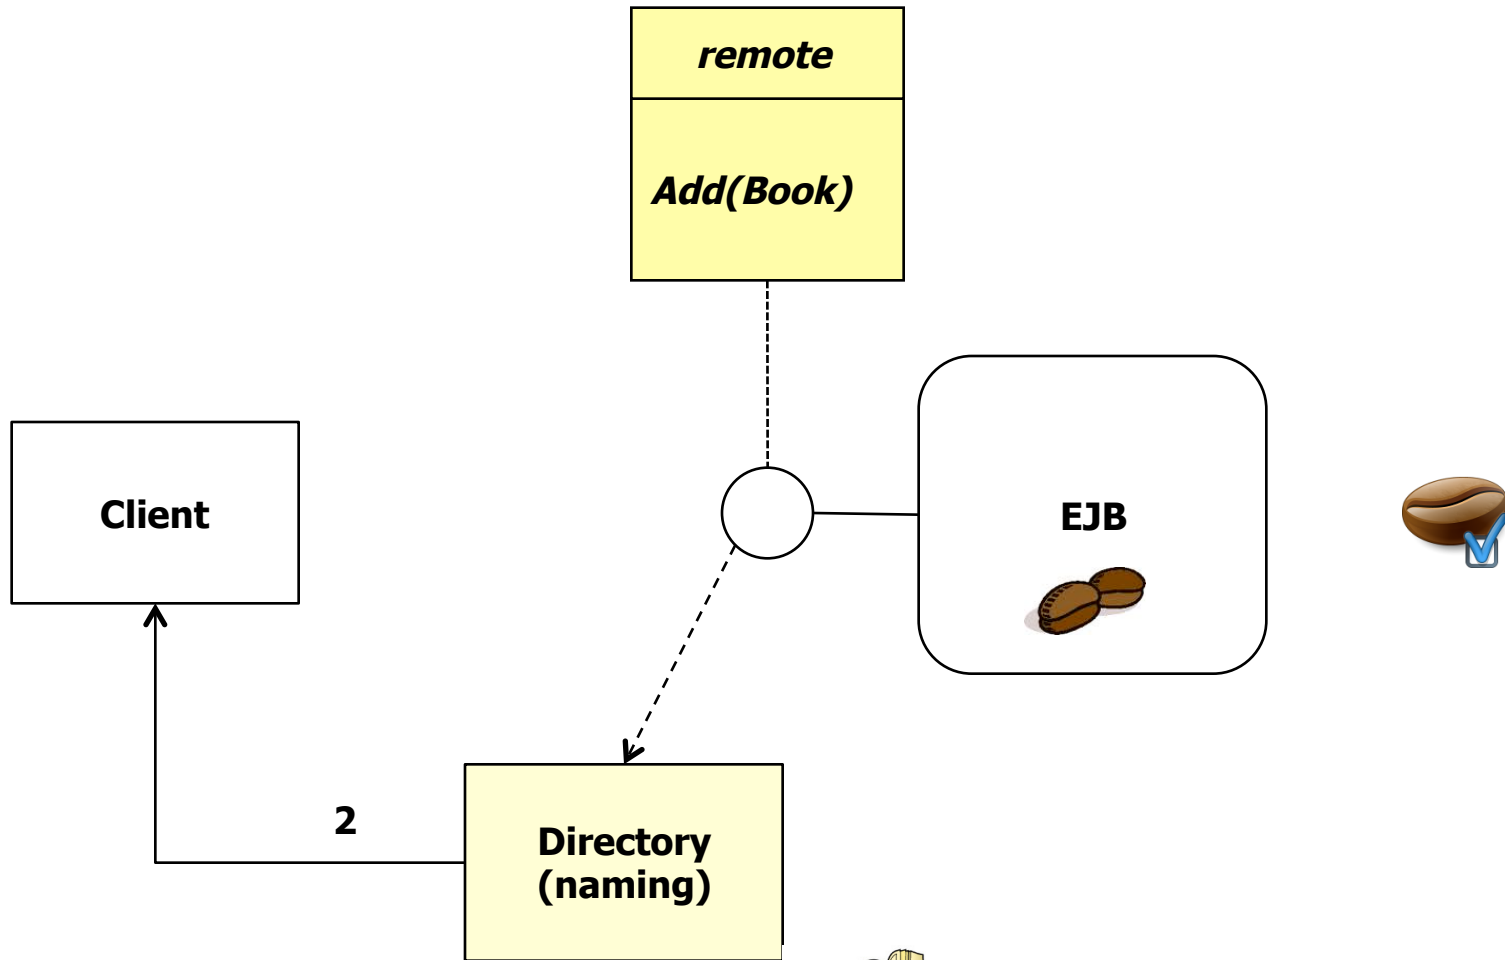 remote
Add(Book)
Client
EJB
2
Directory
(naming)